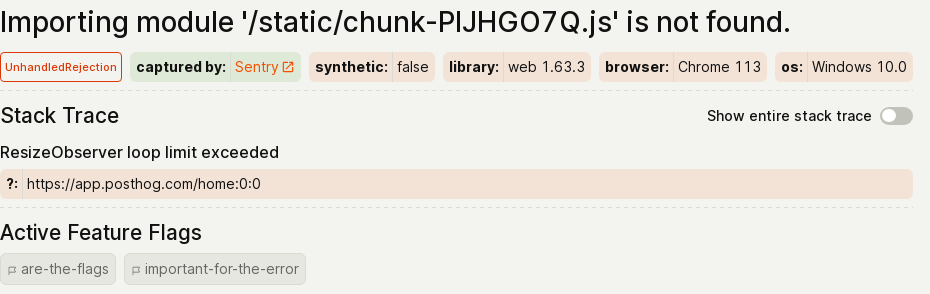 Importing module '/static/chunk-PIJHGO7Q.js' is not found.
UnhandledRejection captured by: Sentry synthetic: false library: web 1.63.3 browser: Chrome 113 os: Windows 10.0
Stack Trace Show entire stack trace
ResizeObserver loop limit exceeded
?: https://app.posthog.com/home:0:0
Active Feature Flags
are-the-flags important-for-the-error